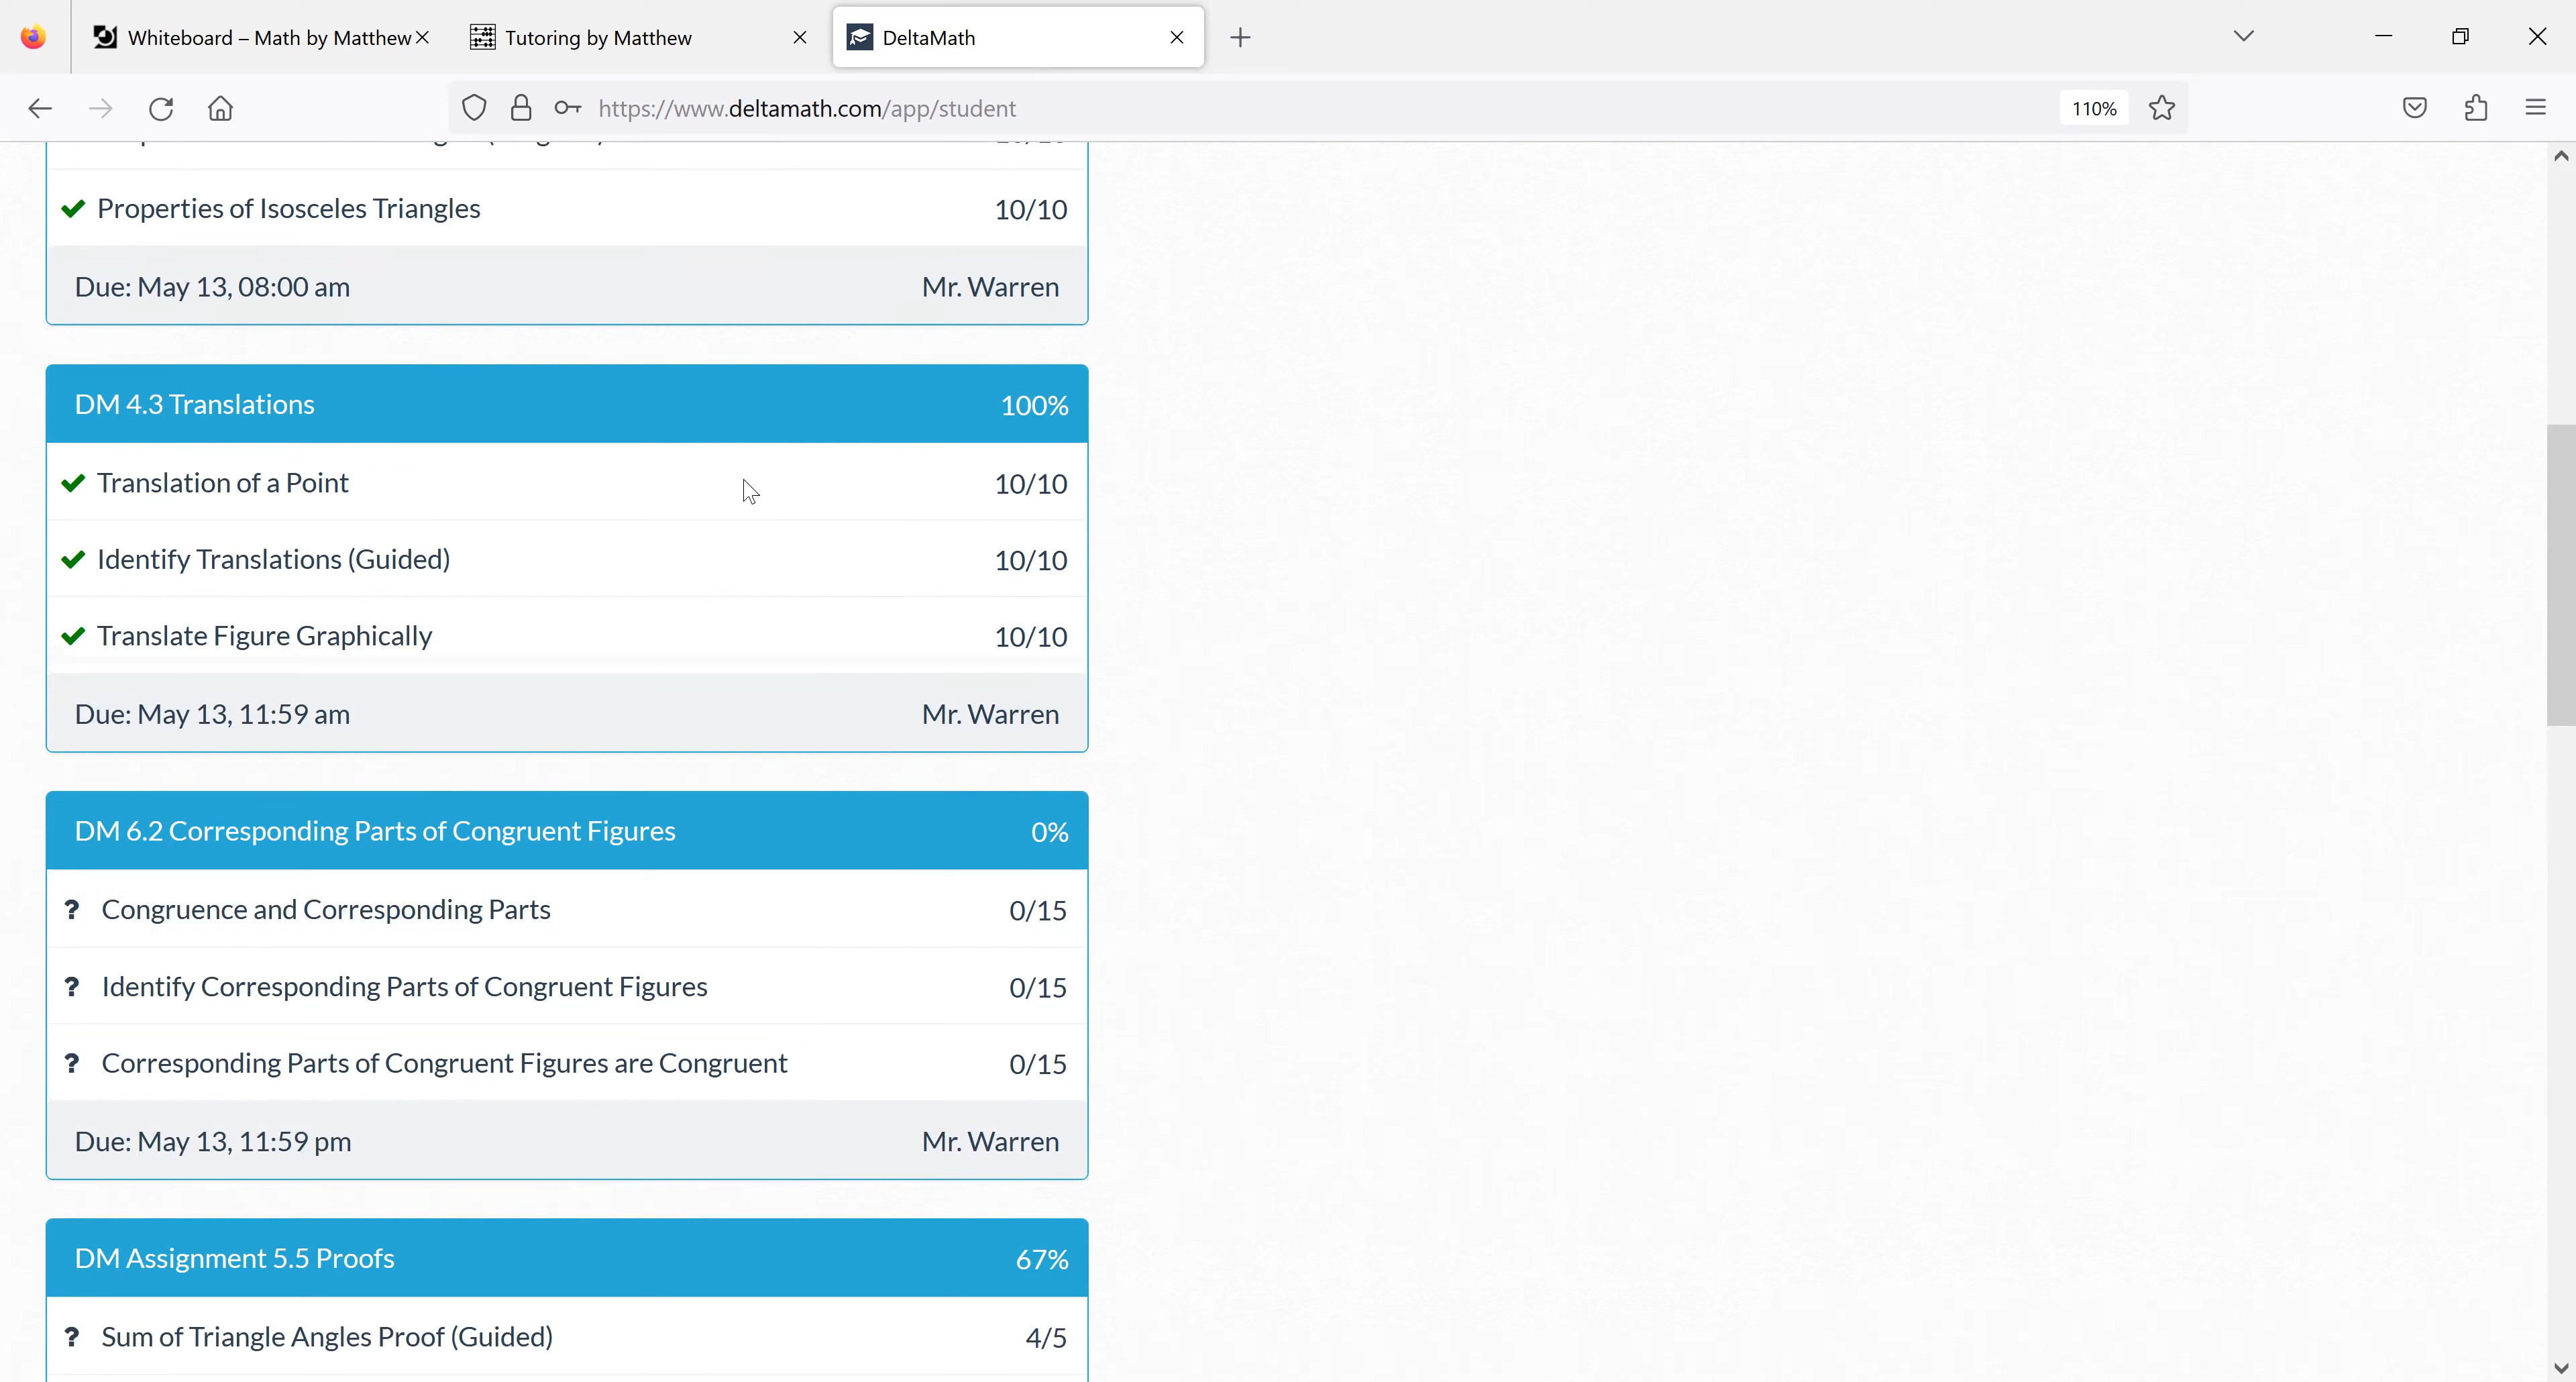 Whiteboard – Math by Matthew
Tutoring by Matthew
DeltaMath
https://www.deltamath.com/app/student
110%
Properties of Isosceles Triangles 10/10
Due: May 13, 08:00 am Mr. Warren
DM 4.3 Translations 100%
Translation of a Point 10/10
Identify Translations (Guided) 10/10
Translate Figure Graphically 10/10
Due: May 13, 11:59 am Mr. Warren
DM 6.2 Corresponding Parts of Congruent Figures 0%
? Congruence and Corresponding Parts 0/15
? Identify Corresponding Parts of Congruent Figures 0/15
? Corresponding Parts of Congruent Figures are Congruent 0/15
Due: May 13, 11:59 pm Mr. Warren
DM Assignment 5.5 Proofs 67%
? Sum of Triangle Angles Proof (Guided) 4/5